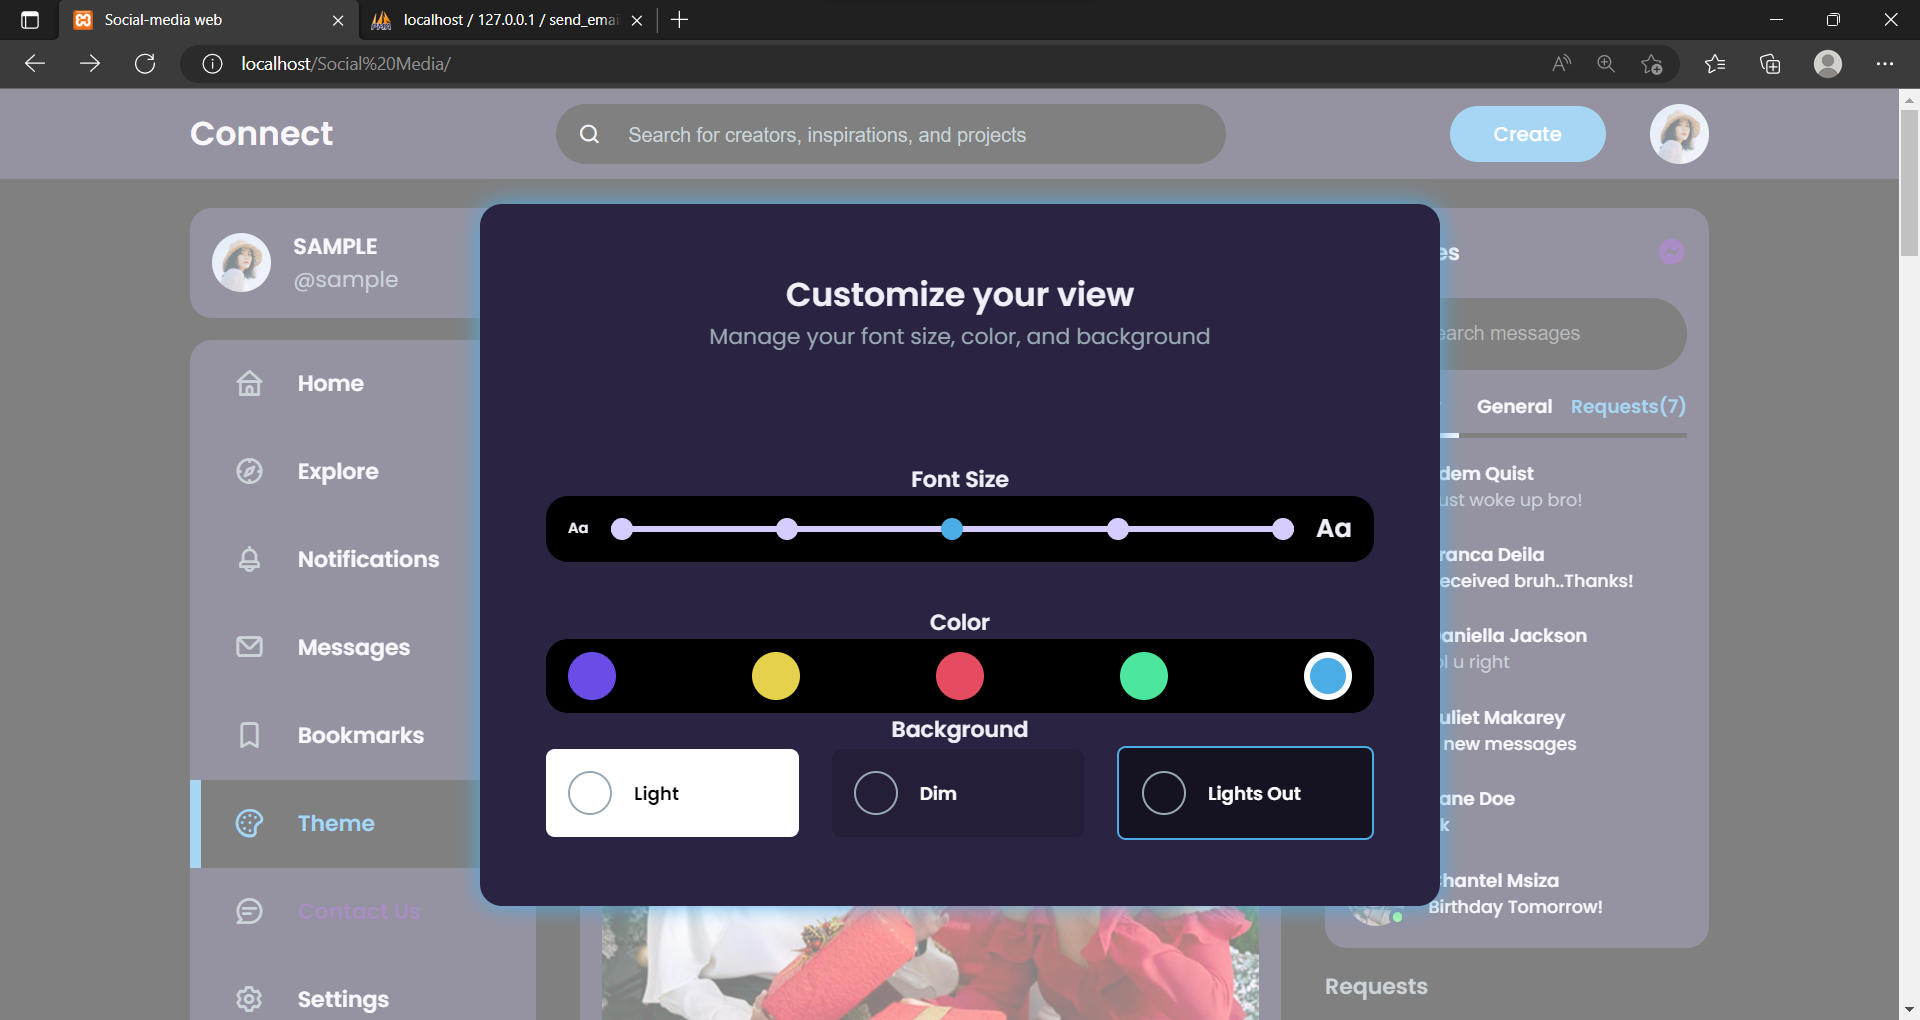 Social-media web
localhost / 127.0.0.1 / send_emai
localhost/Social%20Media/
Connect
Search for creators, inspirations, and projects
Create
SAMPLE
@sample
Home
Explore
Notifications
Messages
Bookmarks
Theme
Contact Us
Settings
Customize your view
Manage your font size, color, and background
Font Size
Aa
Aa
Color
Background
Light
Dim
Lights Out
es
earch messages
General
Requests(7)
dem Quist
ust woke up bro!
ranca Deila
eceived bruh..Thanks!
aniella Jackson
ol u right
uliet Makarey
new messages
ane Doe
k
hantel Msiza
Birthday Tomorrow!
Requests